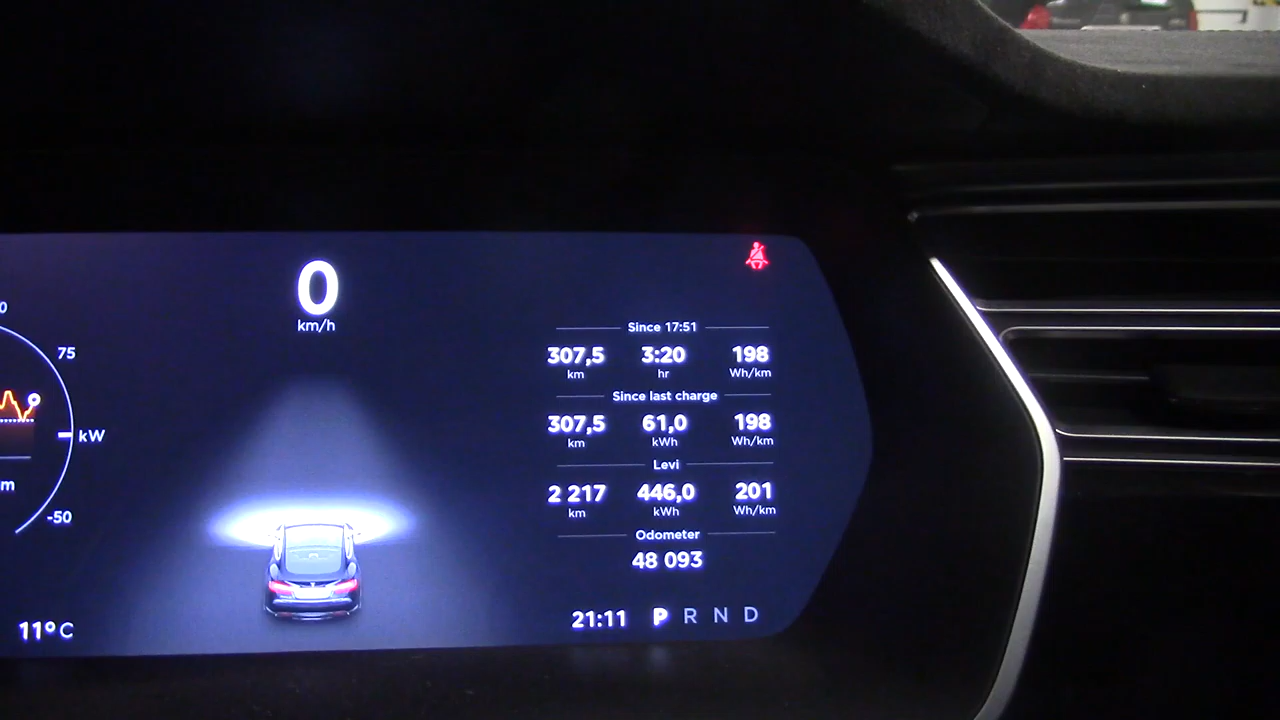 0
km/h
0
75
kW
m
-50
11°C
Since 17:51
307,5 3:20 198
km hr Wh/km
Since last charge
307,5 61,0 198
km kWh Wh/km
Levi
2 217 446,0 201
km kWh Wh/km
Odometer
48 093
21:11 P R N D